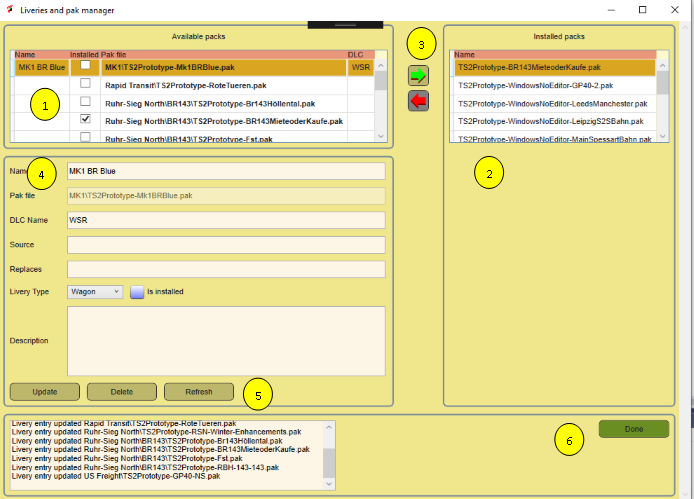 Liveries and pak manager
Available packs
Name Installed Pak file DLC
MK1 BR Blue MK1\TS2Prototype-Mk1BRBlue.pak WSR
Rapid Transit\TS2Prototype-RoteTueren.pak
Ruhr-Sieg North\BR143\TS2Prototype-Br143Höllental.pak
Ruhr-Sieg North\BR143\TS2Prototype-BR143MieteoderKaufe.pak
Ruhr-Sieg North\BR143\TS2Prototype-Fst.pak
1
3
Installed packs
Name
TS2Prototype-BR143MieteoderKaufe.pak
TS2Prototype-WindowsNoEditor-GP40-2.pak
TS2Prototype-WindowsNoEditor-LeedsManchester.pak
TS2Prototype-WindowsNoEditor-LeipzigS2SBahn.pak
TS2Prototype-WindowsNoEditor-MainSpessartBahn.pak
2
Name 4 MK1 BR Blue
Pak file MK1\TS2Prototype-Mk1BRBlue.pak
DLC Name WSR
Source
Replaces
Livery Type Wagon Is installed
Description
Update Delete Refresh 5
Livery entry updated Rapid Transit\TS2Prototype-RoteTueren.pak
Livery entry updated Ruhr-Sieg North\TS2Prototype-RSN-Winter-Enhancements.pak
Livery entry updated Ruhr-Sieg North\BR143\TS2Prototype-Br143Höllental.pak
Livery entry updated Ruhr-Sieg North\BR143\TS2Prototype-BR143MieteoderKaufe.pak
Livery entry updated Ruhr-Sieg North\BR143\TS2Prototype-Fst.pak
Livery entry updated Ruhr-Sieg North\BR143\TS2Prototype-RBH-143-143.pak
Livery entry updated US Freight\TS2Prototype-GP40-NS.pak
6 Done